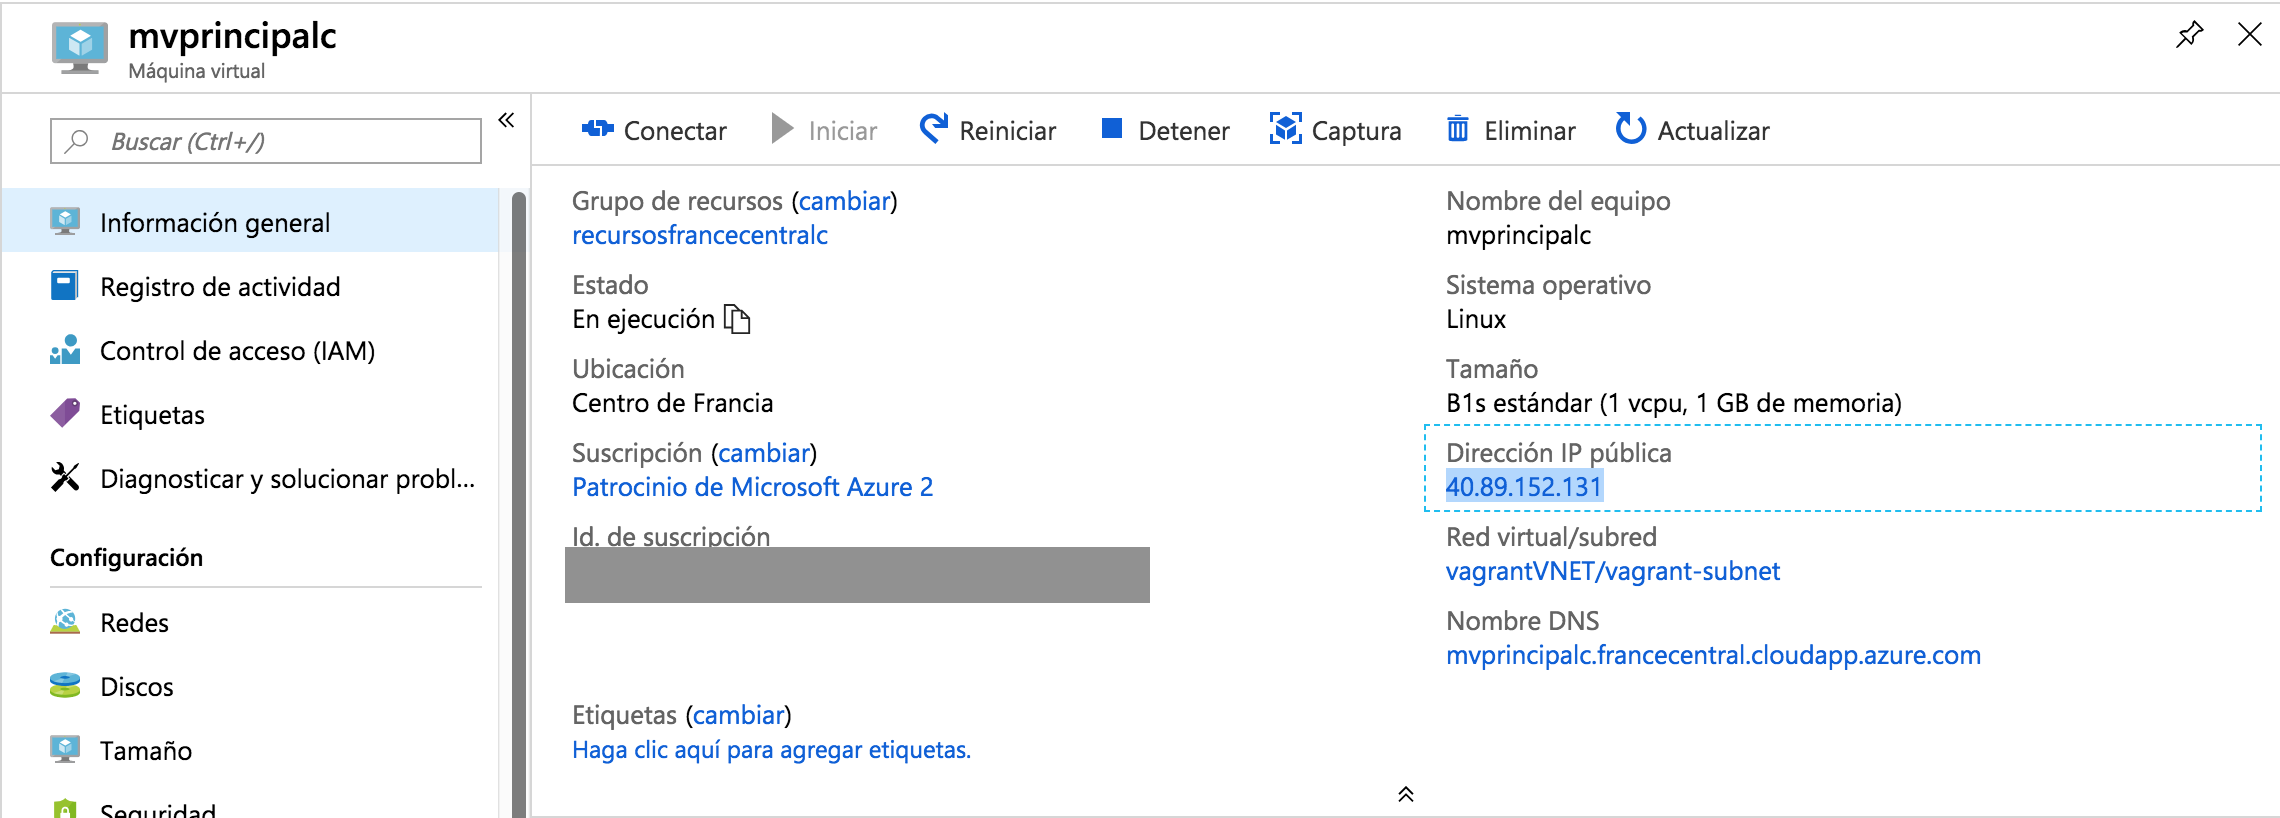 mvprincipalc
Máquina virtual
Buscar (Ctrl+/)
«
Información general
Registro de actividad
Control de acceso (IAM)
Etiquetas
Diagnosticar y solucionar probl...
Configuración
Redes
Discos
Tamaño
Seguridad
Conectar
Iniciar
Reiniciar
Detener
Captura
Eliminar
Actualizar
Grupo de recursos (cambiar)
recursosfrancecentralc
Estado
En ejecución
Ubicación
Centro de Francia
Suscripción (cambiar)
Patrocinio de Microsoft Azure 2
Id. de suscripción
Etiquetas (cambiar)
Haga clic aquí para agregar etiquetas.
Nombre del equipo
mvprincipalc
Sistema operativo
Linux
Tamaño
B1s estándar (1 vcpu, 1 GB de memoria)
Dirección IP pública
40.89.152.131
Red virtual/subred
vagrantVNET/vagrant-subnet
Nombre DNS
mvprincipalc.francecentral.cloudapp.azure.com